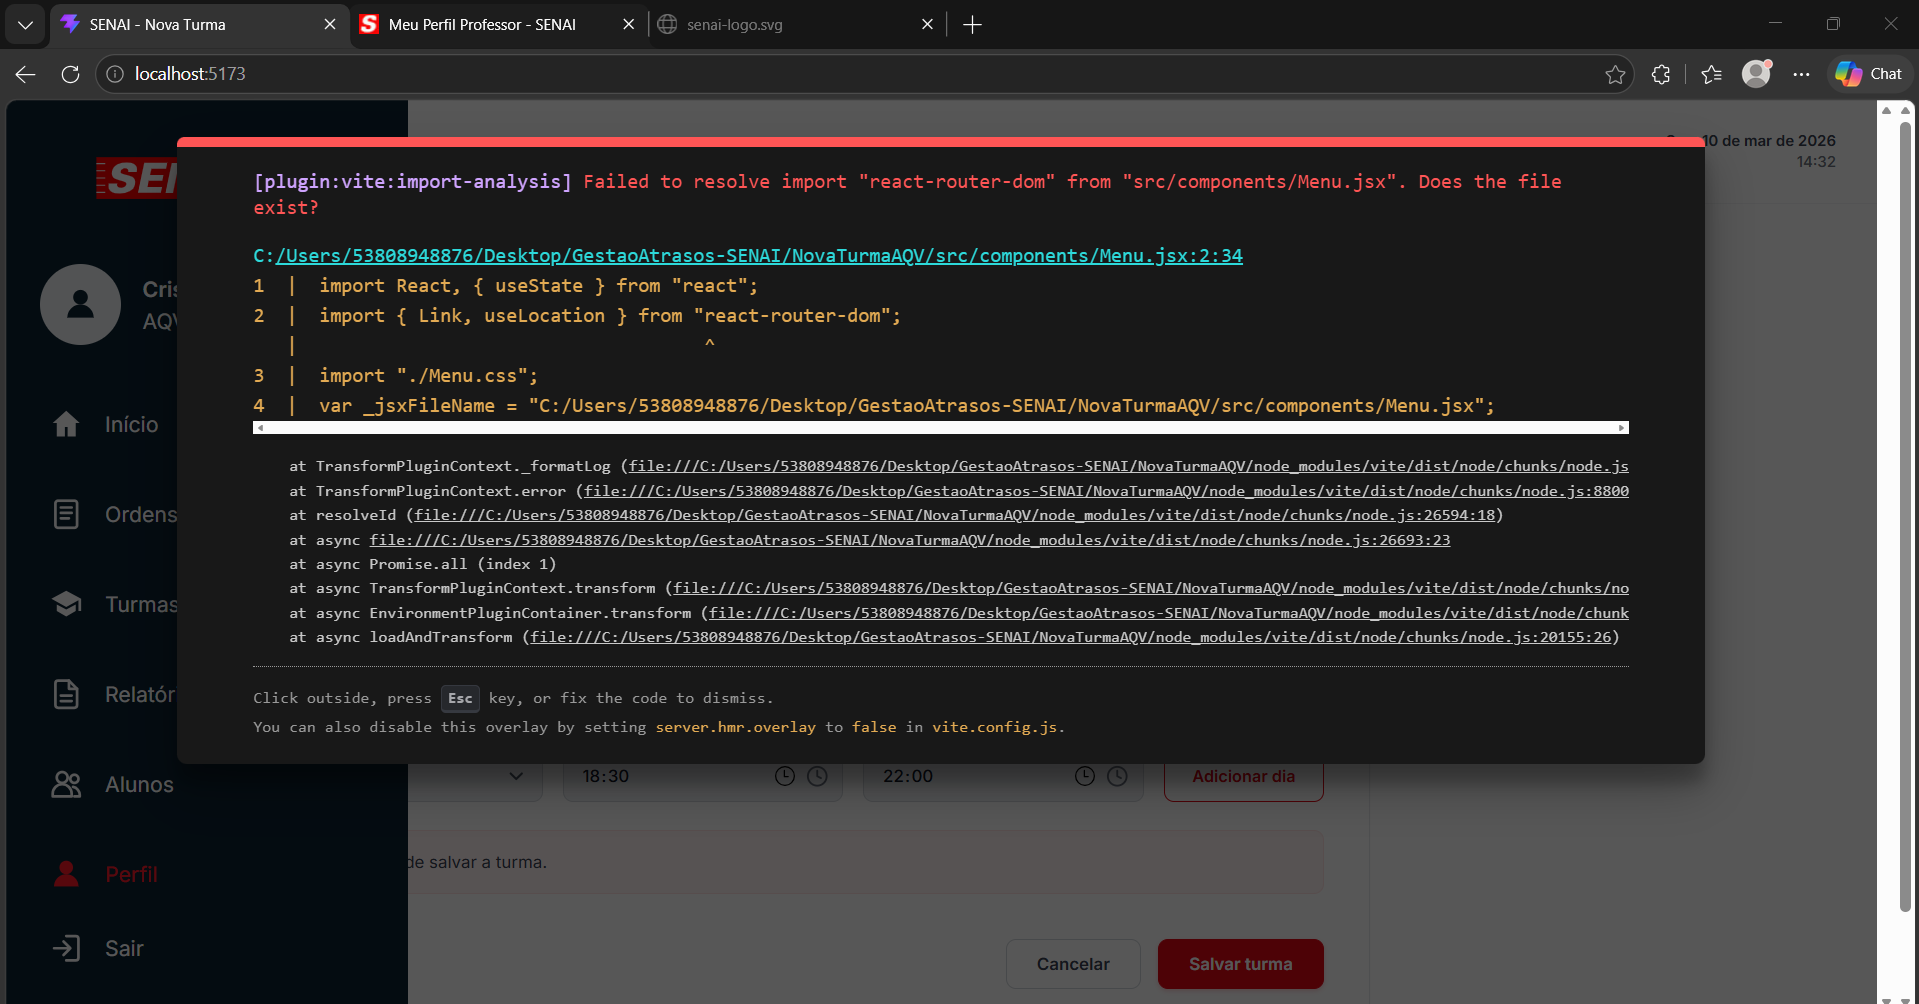 SENAI - Nova Turma
Meu Perfil Professor - SENAI
senai-logo.svg
localhost:5173
Chat
10 de mar de 2026
14:32
SEN
[plugin:vite:import-analysis] Failed to resolve import "react-router-dom" from "src/components/Menu.jsx". Does the file
exist?
C:/Users/53808948876/Desktop/GestaoAtrasos-SENAI/NovaTurmaAQV/src/components/Menu.jsx:2:34
1 | import React, { useState } from "react";
2 | import { Link, useLocation } from "react-router-dom";
| ^
3 | import "./Menu.css";
4 | var _jsxFileName = "C:/Users/53808948876/Desktop/GestaoAtrasos-SENAI/NovaTurmaAQV/src/components/Menu.jsx";
at TransformPluginContext._formatLog (file:///C:/Users/53808948876/Desktop/GestaoAtrasos-SENAI/NovaTurmaAQV/node_modules/vite/dist/node/chunks/node.js
at TransformPluginContext.error (file:///C:/Users/53808948876/Desktop/GestaoAtrasos-SENAI/NovaTurmaAQV/node_modules/vite/dist/node/chunks/node.js:8800
at resolveId (file:///C:/Users/53808948876/Desktop/GestaoAtrasos-SENAI/NovaTurmaAQV/node_modules/vite/dist/node/chunks/node.js:26594:18)
at async file:///C:/Users/53808948876/Desktop/GestaoAtrasos-SENAI/NovaTurmaAQV/node_modules/vite/dist/node/chunks/node.js:26693:23
at async Promise.all (index 1)
at async TransformPluginContext.transform (file:///C:/Users/53808948876/Desktop/GestaoAtrasos-SENAI/NovaTurmaAQV/node_modules/vite/dist/node/chunks/no
at async EnvironmentPluginContainer.transform (file:///C:/Users/53808948876/Desktop/GestaoAtrasos-SENAI/NovaTurmaAQV/node_modules/vite/dist/node/chunk
at async loadAndTransform (file:///C:/Users/53808948876/Desktop/GestaoAtrasos-SENAI/NovaTurmaAQV/node_modules/vite/dist/node/chunks/node.js:20155:26)
Click outside, press Esc key, or fix the code to dismiss.
You can also disable this overlay by setting server.hmr.overlay to false in vite.config.js.
Cris
AQV
Início
Ordens
Turmas
Relatór
Alunos
Perfil
Sair
18:30
22:00
Adicionar dia
de salvar a turma.
Cancelar
Salvar turma